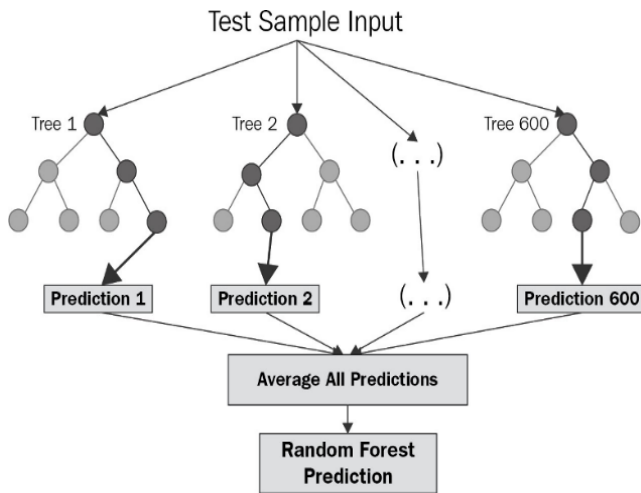 Test Sample Input
Tree 1
Tree 2
Tree 600
(. . .)
Prediction 1
Prediction 2
(. . .)
Prediction 600
Average All Predictions
Random Forest
Prediction